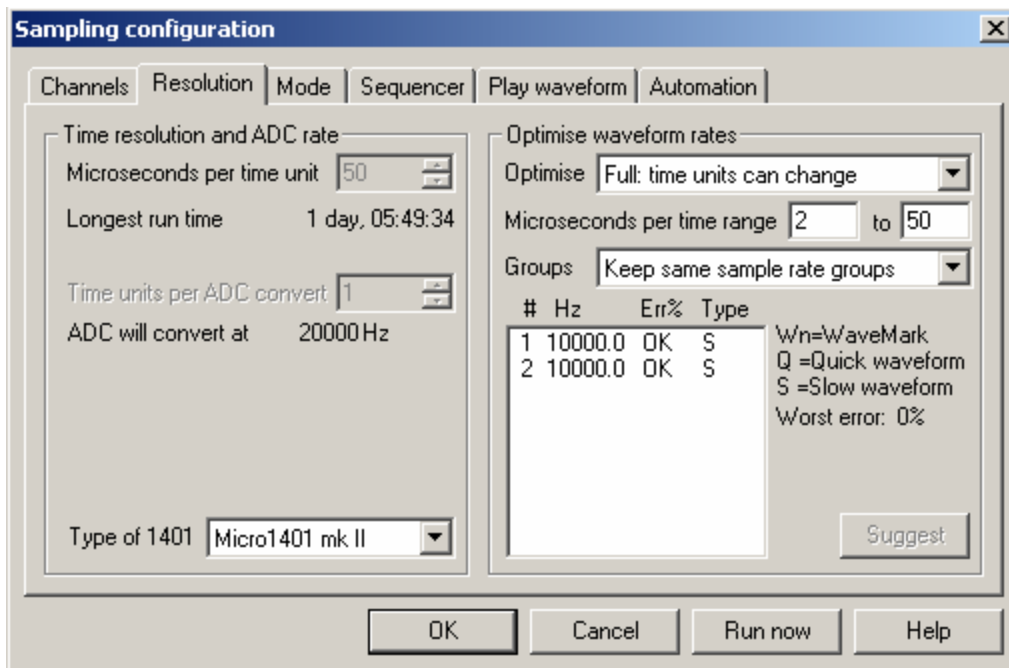 Sampling configuration
Channels Resolution Mode Sequencer Play waveform Automation
Time resolution and ADC rate
Microseconds per time unit 50
Longest run time 1 day, 05:49:34
Time units per ADC convert 1
ADC will convert at 20000 Hz
Type of 1401 Micro1401 mk II
Optimise waveform rates
Optimise Full: time units can change
Microseconds per time range 2 to 50
Groups Keep same sample rate groups
# Hz Err% Type
1 10000.0 OK S
2 10000.0 OK S
Wn=WaveMark
Q =Quick waveform
S =Slow waveform
Worst error: 0%
Suggest
OK Cancel Run now Help